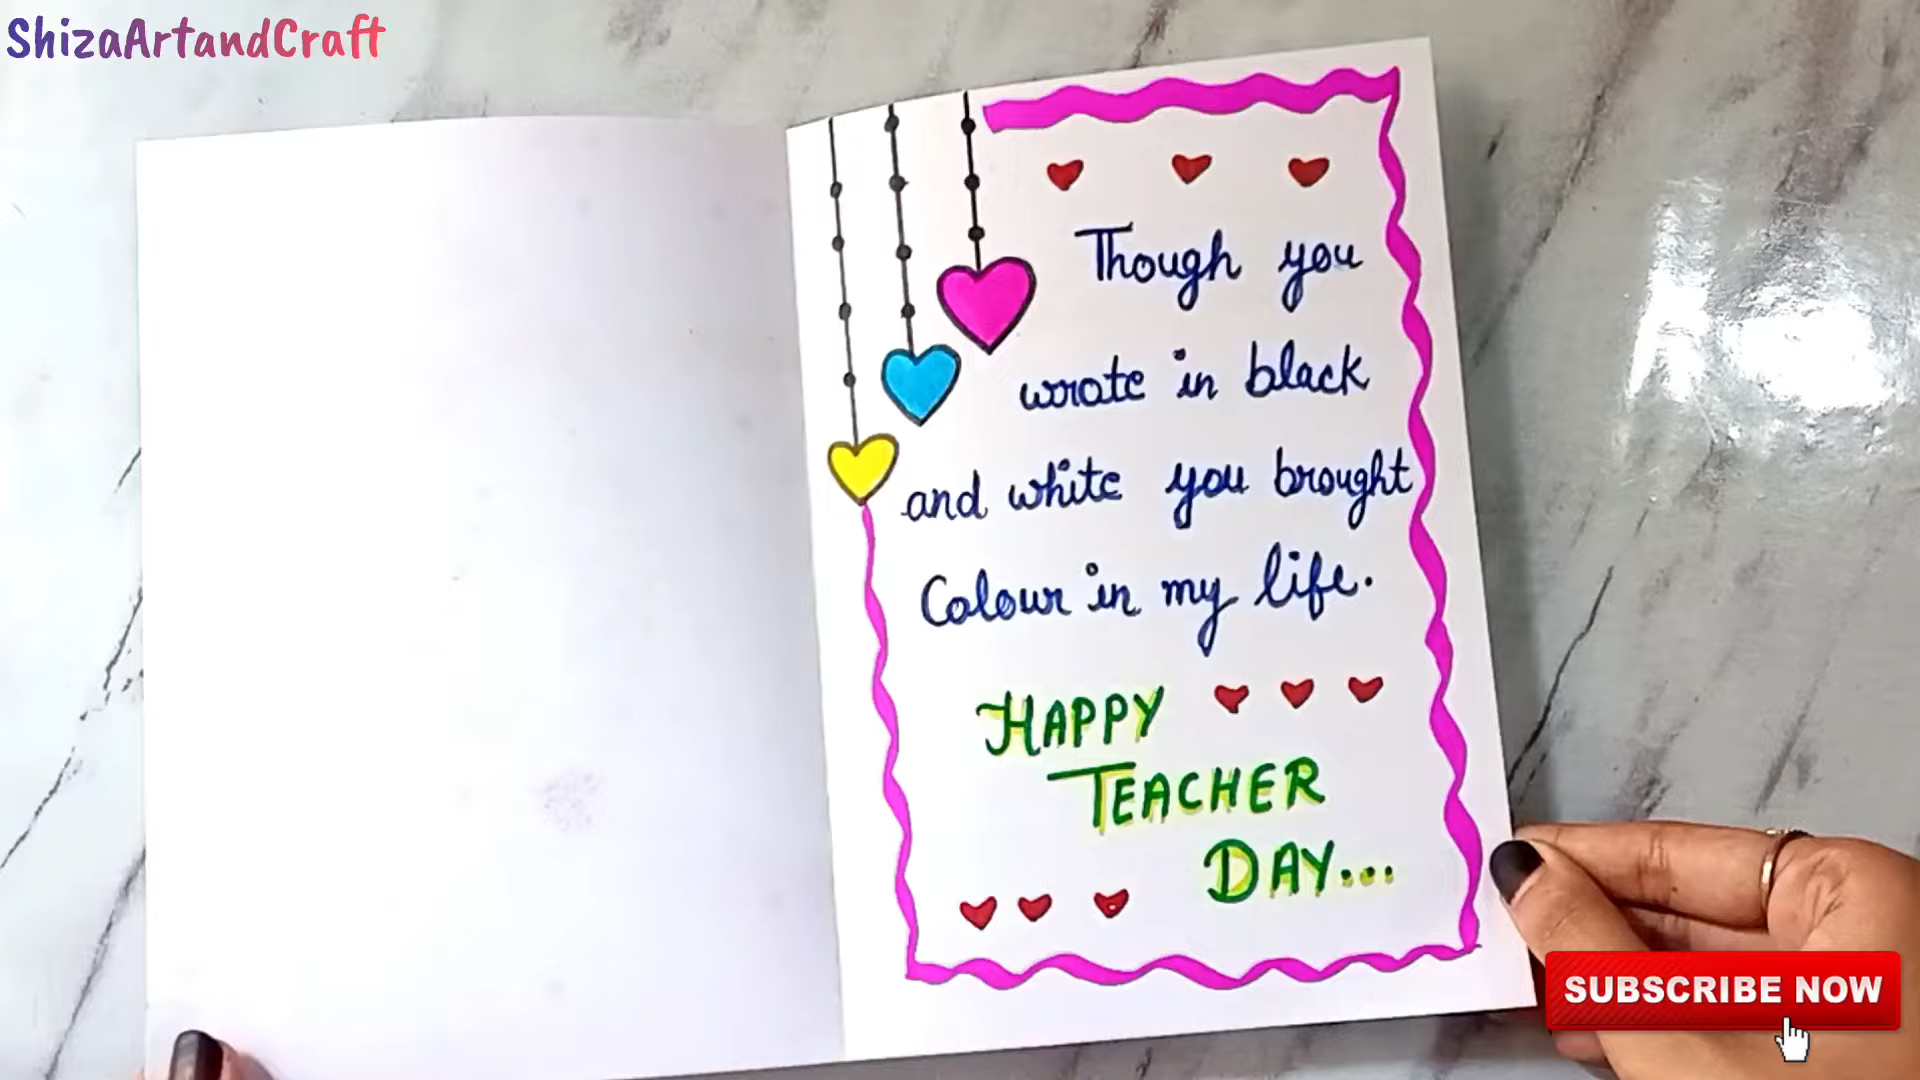 ShizaArtandCraft
Though you
wrote in black
and white you brought
Colour in my life.
HAPPY
TEACHER
DAY...
SUBSCRIBE NOW